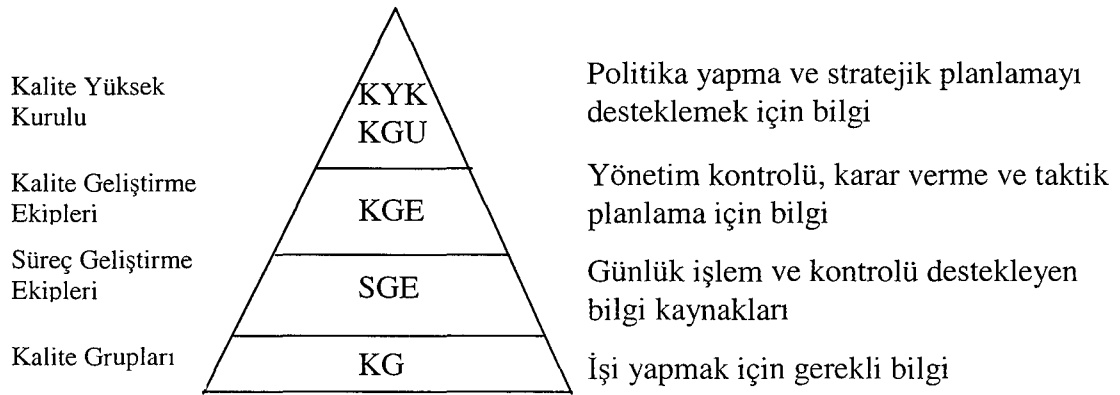 Kalite Yüksek
Kurulu
KYK
KGU
Politika yapma ve stratejik planlamayı
desteklemek için bilgi
Kalite Geliştirme
Ekipleri
KGE
Yönetim kontrolü, karar verme ve taktik
planlama için bilgi
Süreç Geliştirme
Ekipleri
SGE
Günlük işlem ve kontrolü destekleyen
bilgi kaynakları
Kalite Grupları
KG
İşi yapmak için gerekli bilgi